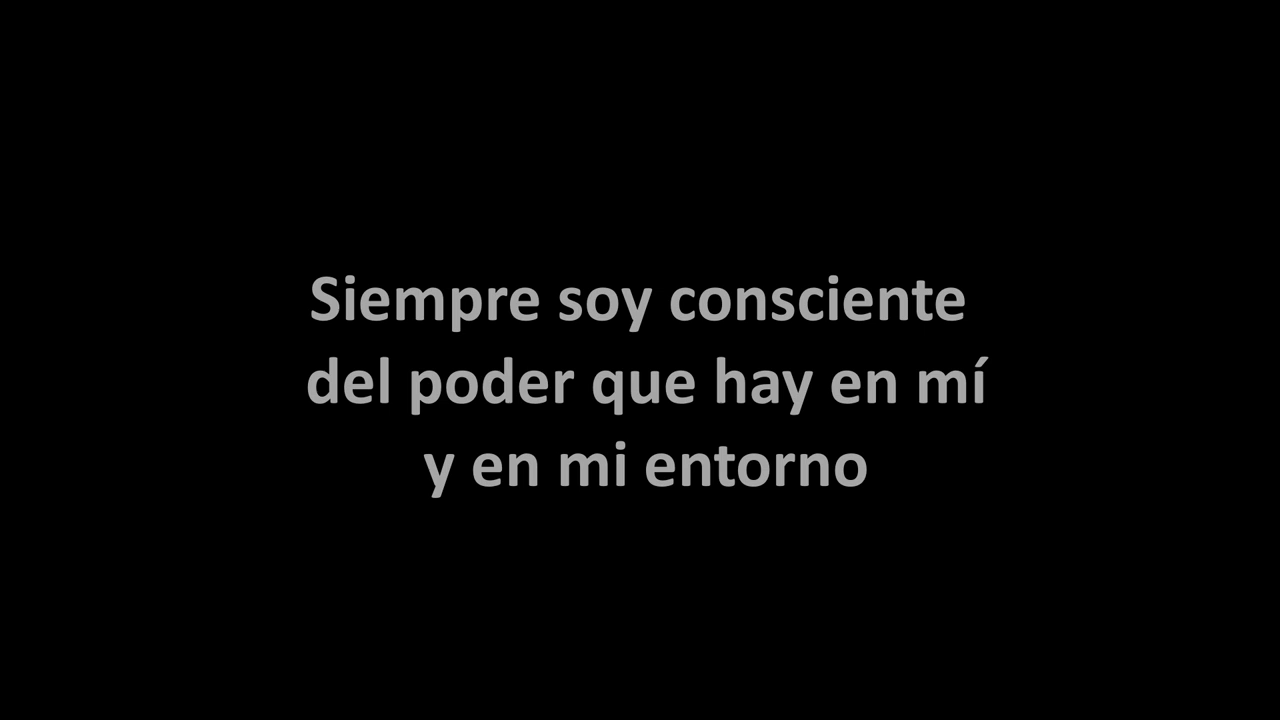 Siempre soy consciente
del poder que hay en mí
y en mi entorno